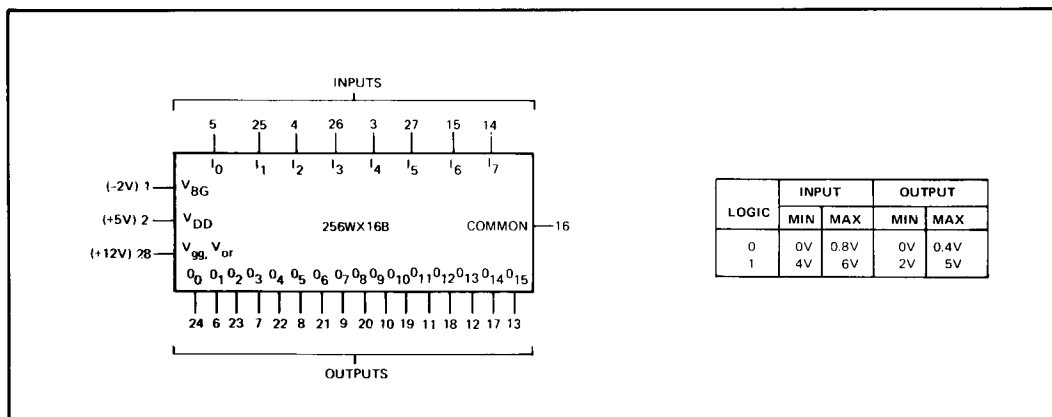 INPUTS
5 25 4 26 3 27 15 14
I0 I1 I2 I3 I4 I5 I6 I7
(-2V) 1 VBG
(+5V) 2 VDD
256WX16B
COMMON 16
(+12V) 28 Vgg, Vor
O0 O1 O2 O3 O4 O5 O6 O7 O8 O9 O10 O11 O12 O13 O14 O15
24 6 23 7 22 8 21 9 20 10 19 11 18 12 17 13
OUTPUTS
LOGIC INPUT OUTPUT
MIN MAX MIN MAX
0 0V 0.8V 0V 0.4V
1 4V 6V 2V 5V